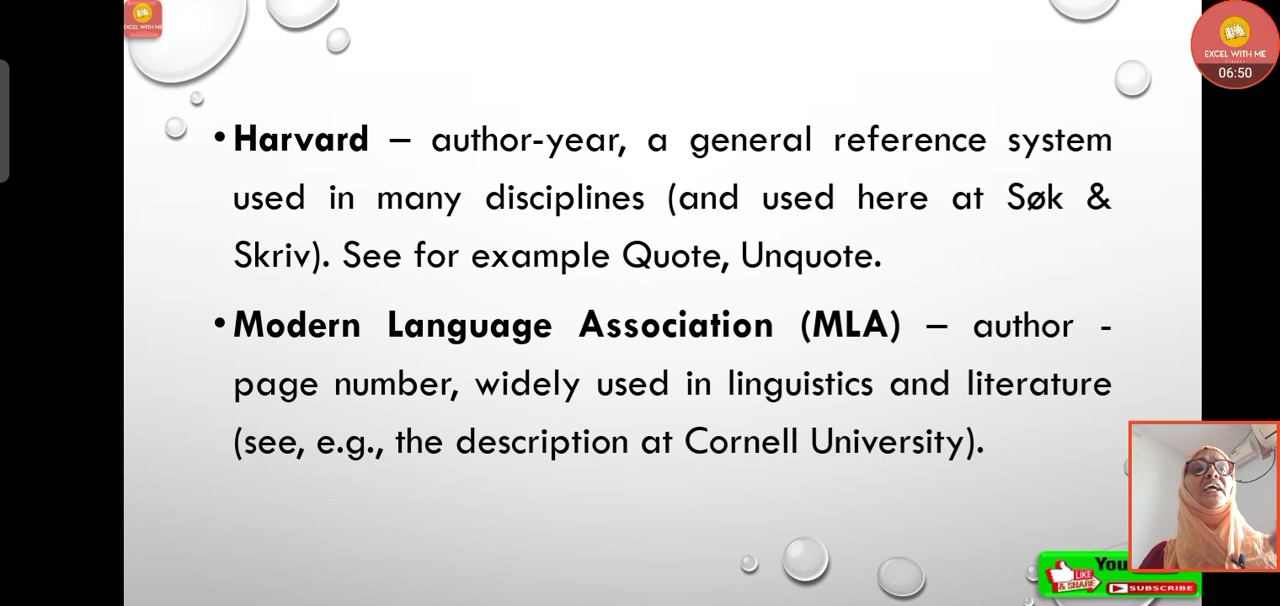 EXCEL WITH ME
EXCEL WITH ME
06:50
• Harvard – author-year, a general reference system
used in many disciplines (and used here at Søk &
Skriv). See for example Quote, Unquote.
• Modern Language Association (MLA) – author -
page number, widely used in linguistics and literature
(see, e.g., the description at Cornell University).
You
LIKE
& SHARE
SUBSCRIBE